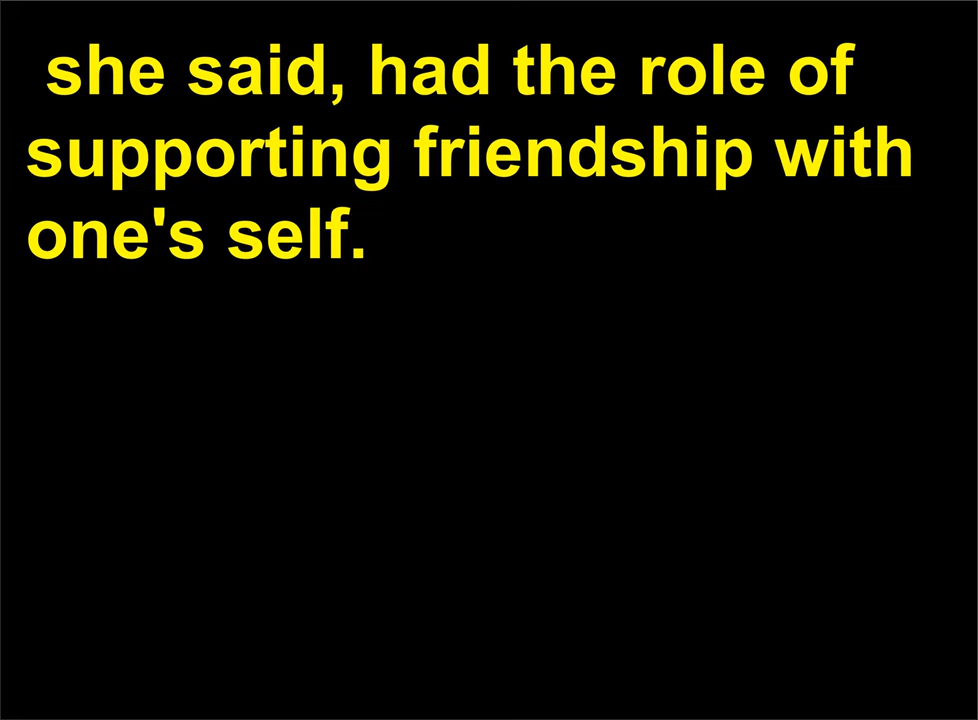 she said, had the role of
supporting friendship with
one's self.